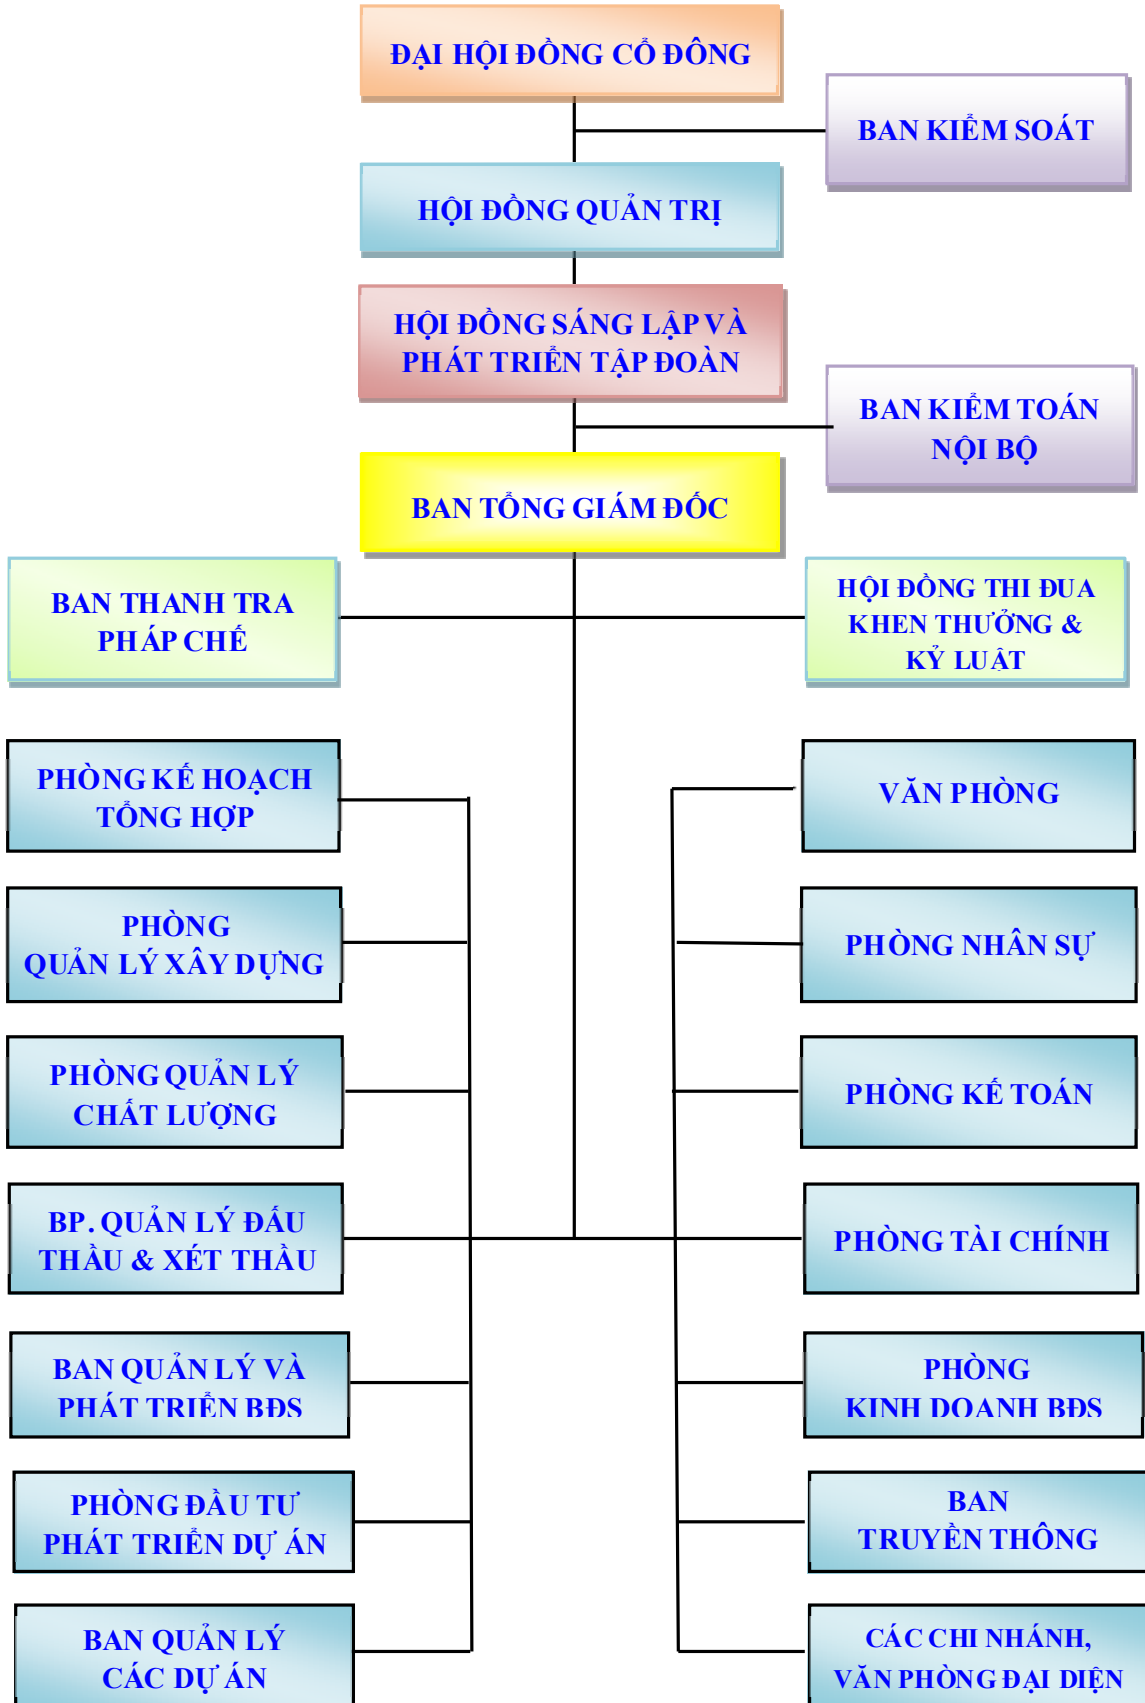 ĐẠI HỘI ĐỒNG CỔ ĐÔNG
BAN KIỂM SOÁT
HỘI ĐỒNG QUẢN TRỊ
HỘI ĐỒNG SÁNG LẬP VÀ
PHÁT TRIỂN TẬP ĐOÀN
BAN KIỂM TOÁN
NỘI BỘ
BAN TỔNG GIÁM ĐỐC
BAN THANH TRA
PHÁP CHẾ
HỘI ĐỒNG THI ĐUA
KHEN THƯỞNG &
KỶ LUẬT
PHÒNG KẾ HOẠCH
TỔNG HỢP
VĂN PHÒNG
PHÒNG
QUẢN LÝ XÂY DỰNG
PHÒNG NHÂN SỰ
PHÒNG QUẢN LÝ
CHẤT LƯỢNG
PHÒNG KẾ TOÁN
BP. QUẢN LÝ ĐẤU
THẦU & XÉT THẦU
PHÒNG TÀI CHÍNH
BAN QUẢN LÝ VÀ
PHÁT TRIỂN BĐS
PHÒNG
KINH DOANH BĐS
PHÒNG ĐẦU TƯ
PHÁT TRIỂN DỰ ÁN
BAN
TRUYỀN THÔNG
BAN QUẢN LÝ
CÁC DỰ ÁN
CÁC CHI NHÁNH,
VĂN PHÒNG ĐẠI DIỆN